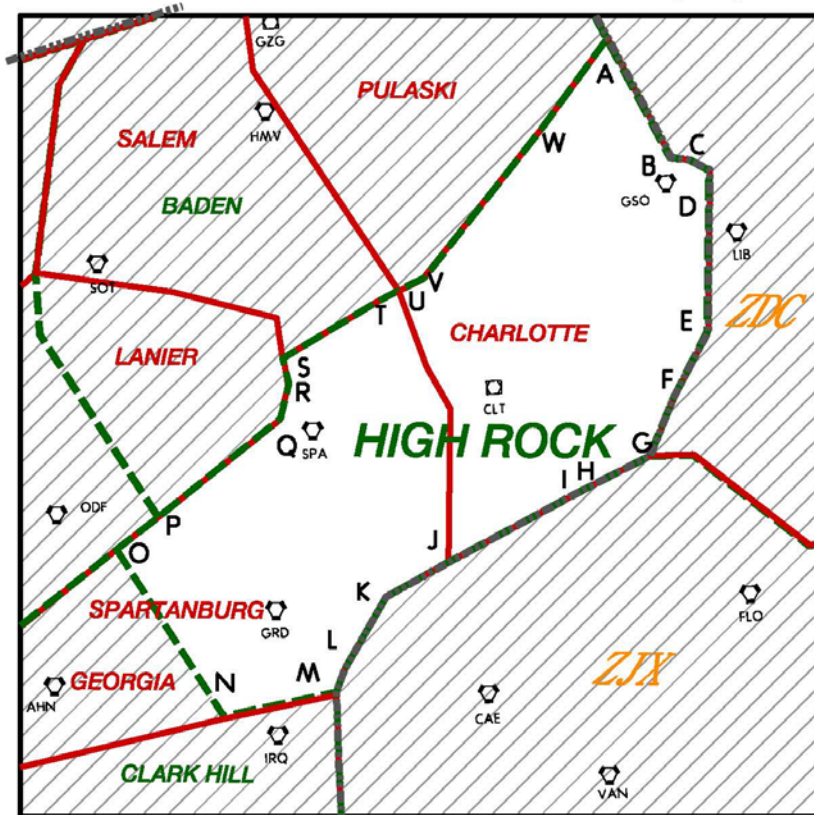 GZG
A
PULASKI
HMV
SALEM
W
C
B
GSO
D
BADEN
LIB
SOT
V
U
T
ZDC
E
CHARLOTTE
LANIER
S
R
F
CLT
Q
SPA
HIGH ROCK
G
H
I
ODF
P
J
O
K
FLO
SPARTANBURG
GRD
L
M
GEORGIA
N
ZJX
AHN
CAE
IRQ
CLARK HILL
VAN